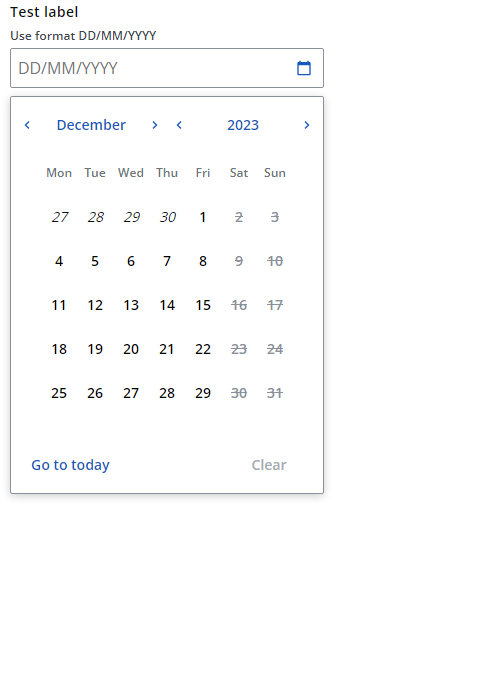 Test label
Use format DD/MM/YYYY
DD/MM/YYYY
December 2023
Mon Tue Wed Thu Fri Sat Sun
27 28 29 30 1 2 3
4 5 6 7 8 9 10
11 12 13 14 15 16 17
18 19 20 21 22 23 24
25 26 27 28 29 30 31
Go to today Clear